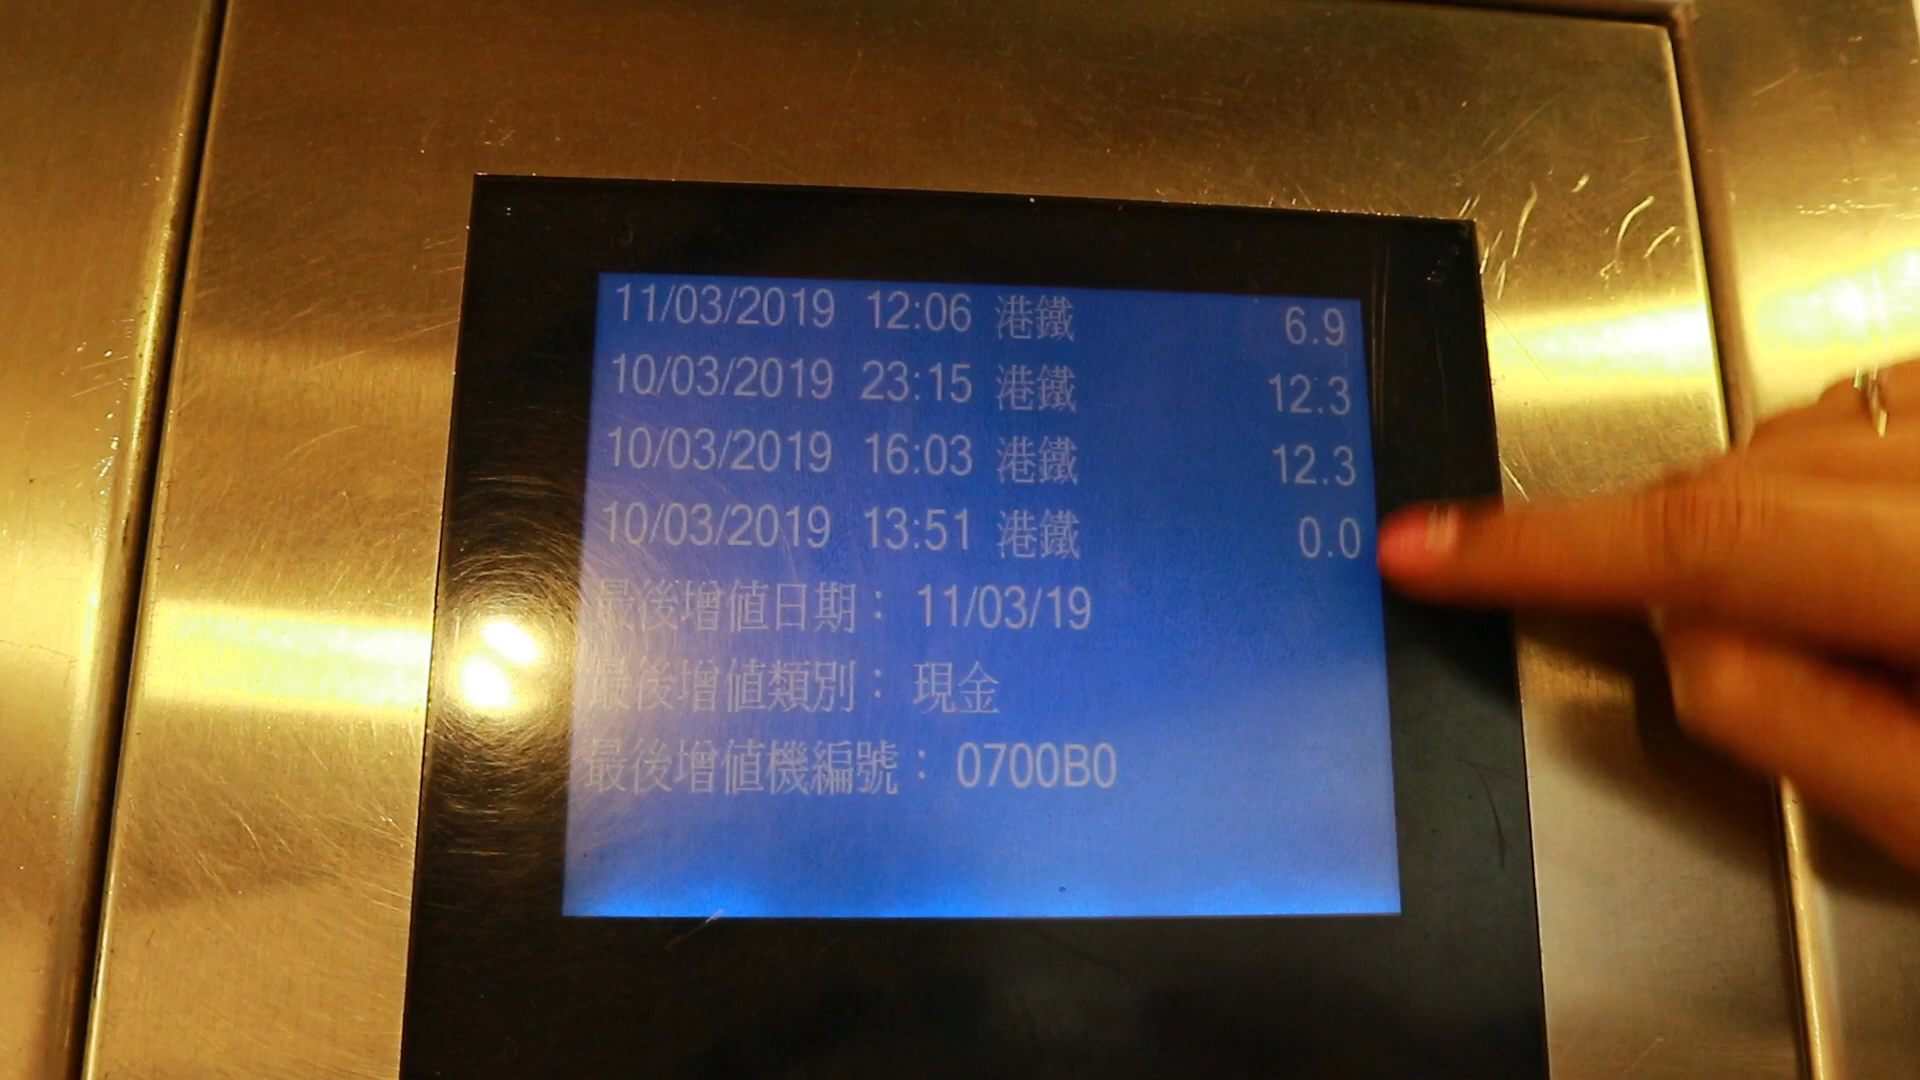 11/03/2019 12:06 港鐵 6.9
10/03/2019 23:15 港鐵 12.3
10/03/2019 16:03 港鐵 12.3
10/03/2019 13:51 港鐵 0.0
最後增値日期： 11/03/19
最後增値類別： 現金
最後增値機編號： 0700B0